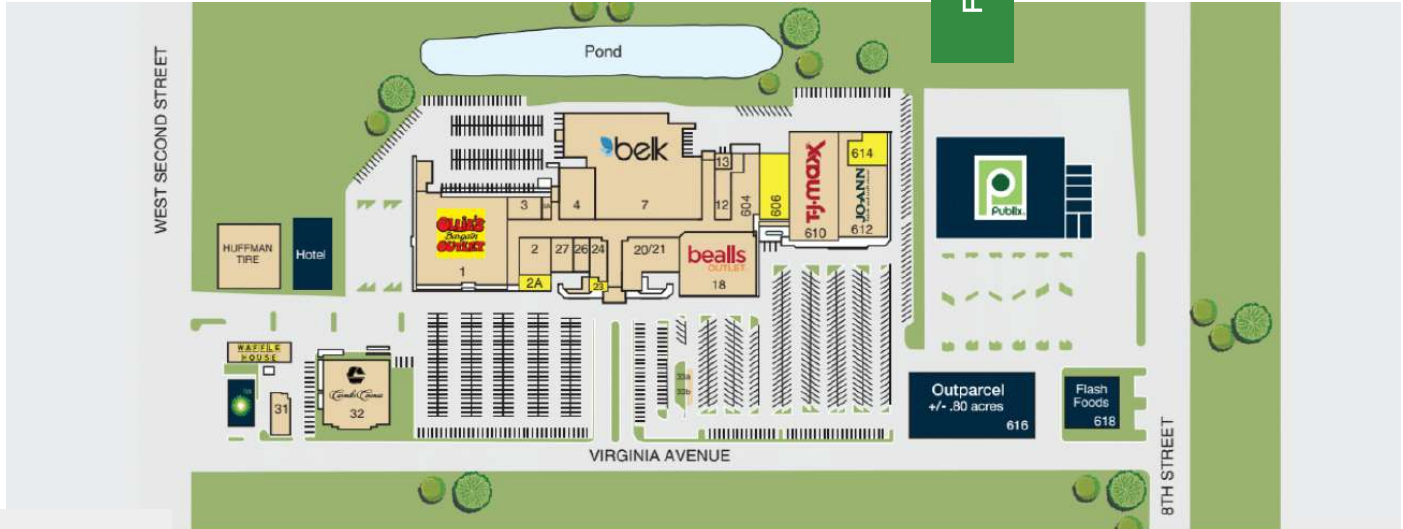 Pond
WEST SECOND STREET
belk
13
614
T·J·maxx
JO-ANN
Publix
3
4
7
12
604
606
610
612
OLLIE'S
Bargain
OUTLET
1
HUFFMAN
TIRE
Hotel
2
27
26
24
20/21
bealls
OUTLET
18
2A
23
WAFFLE
HOUSE
33a
33b
31
32
Outparcel
+/- .80 acres
616
Flash
Foods
618
VIRGINIA AVENUE
8TH STREET